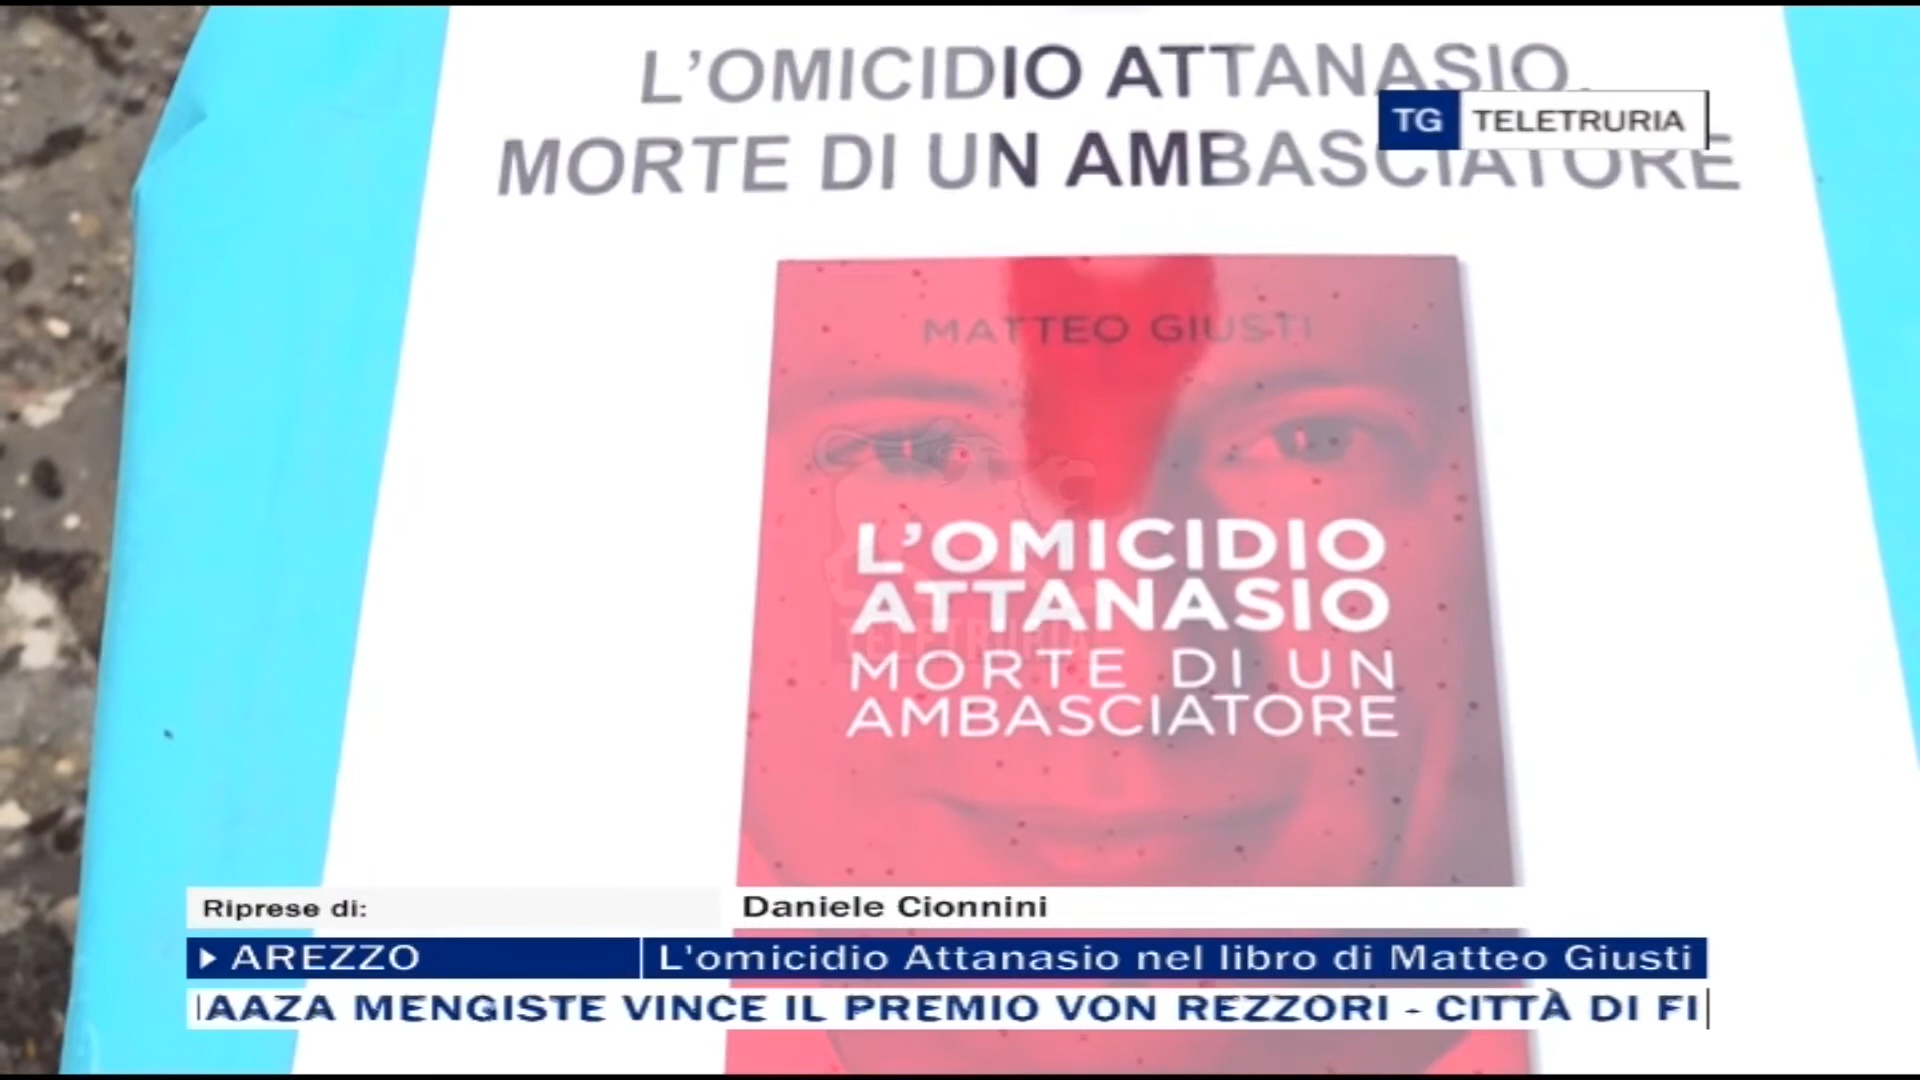 L'OMICIDIO ATTANASIO.
MORTE DI UN AMBASCIATORE
TG TELETRURIA
MATTEO GIUSTI
L'OMICIDIO
ATTANASIO
TELETRURIA
MORTE DI UN
AMBASCIATORE
Riprese di: Daniele Cionnini
AREZZO L'omicidio Attanasio nel libro di Matteo Giusti
AAZA MENGISTE VINCE IL PREMIO VON REZZORI - CITTÀ DI FI